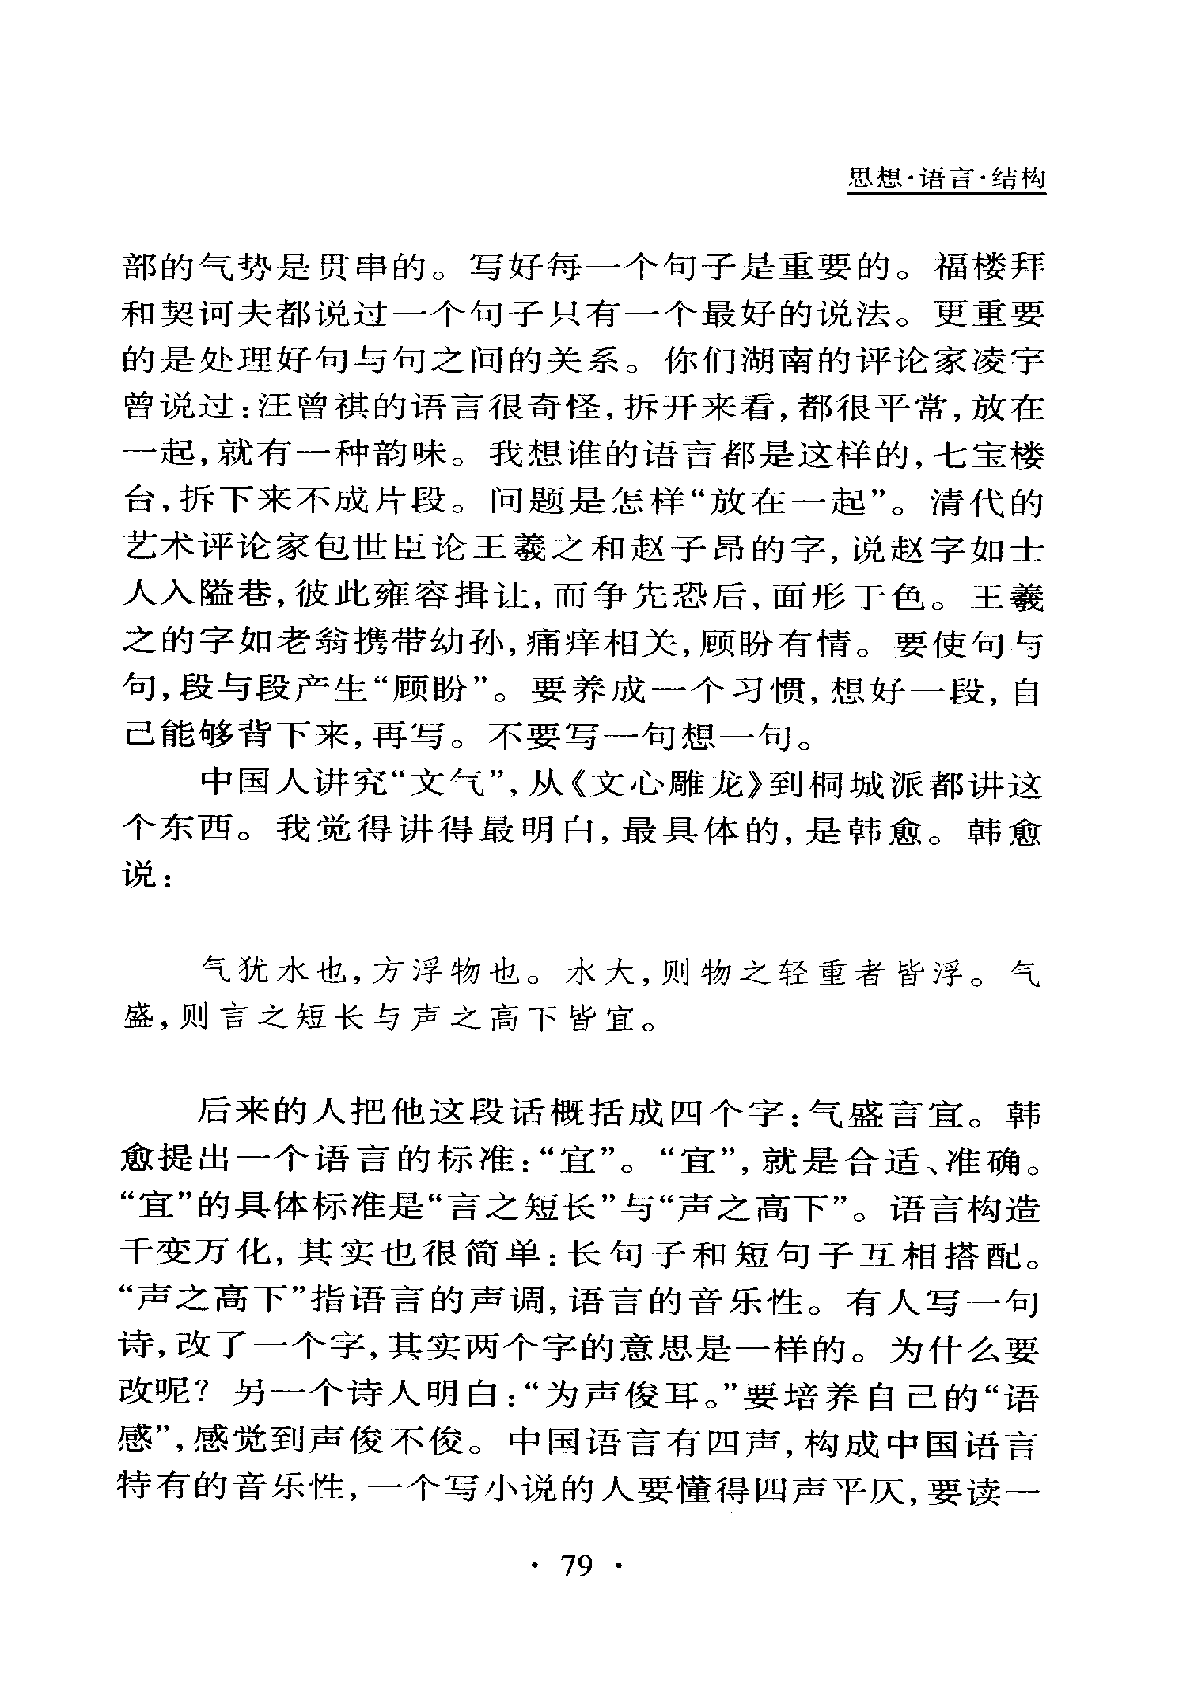 思想·语言·结构
部的气势是贯串的。写好每一个句子是重要的。福楼拜
和契诃夫都说过一个句子只有一个最好的说法。更重要
的是处理好句与句之间的关系。你们湖南的评论家凌宇
曾说过:汪曾祺的语言很奇怪,拆开来看,都很平常,放在
一起,就有一种韵味。我想谁的语言都是这样的,七宝楼
台,拆下来不成片段。问题是怎样“放在一起”。清代的
艺术评论家包世臣论王羲之和赵子昂的字,说赵字如士
人入隘巷,彼此雍容揖让,而争先恐后,面形于色。王羲
之的字如老翁携带幼孙,痛痒相关,顾盼有情。要使句与
句,段与段产生“顾盼”。要养成一个习惯,想好一段,自
己能够背下来,再写。不要写一句想一句。
中国人讲究“文气”,从《文心雕龙》到桐城派都讲这
个东西。我觉得讲得最明白,最具体的,是韩愈。韩愈
说:
气犹水也,方浮物也。水大,则物之轻重者皆浮。气
盛,则言之短长与声之高下皆宜。
后来的人把他这段话概括成四个字:气盛言宜。韩
愈提出一个语言的标准:“宜”。“宜”,就是合适、准确。
“宜”的具体标准是“言之短长”与“声之高下”。语言构造
千变万化,其实也很简单:长句子和短句子互相搭配。
“声之高下”指语言的声调,语言的音乐性。有人写一句
诗,改了一个字,其实两个字的意思是一样的。为什么要
改呢?另一个诗人明白:“为声俊耳。”要培养自己的“语
感”,感觉到声俊不俊。中国语言有四声,构成中国语言
特有的音乐性,一个写小说的人要懂得四声平仄,要读一
· 79 ·